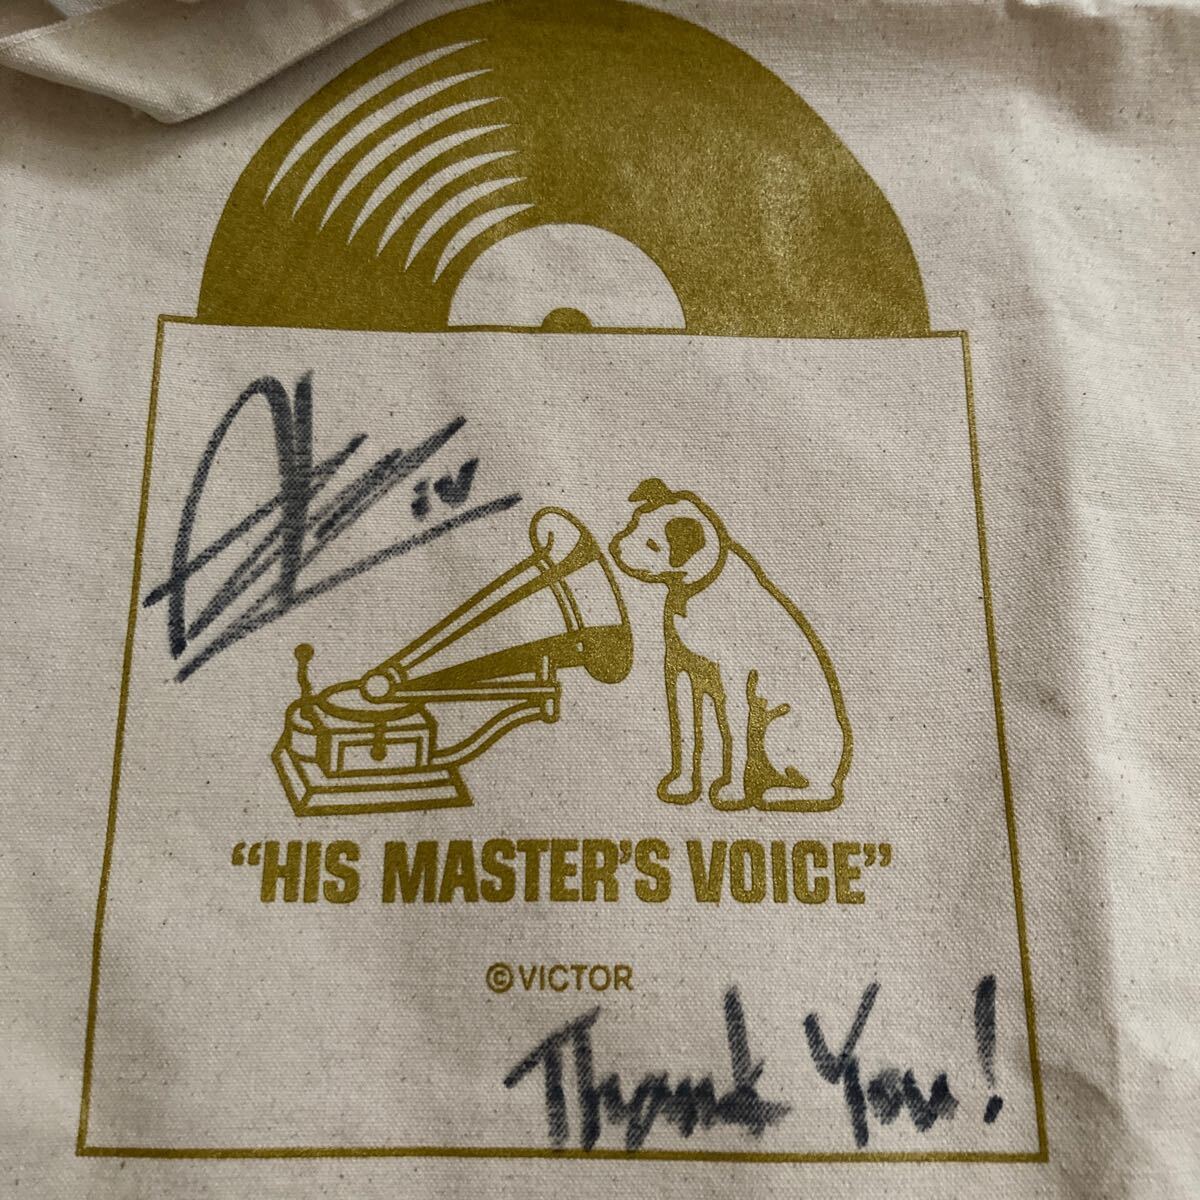 "HIS MASTER'S VOICE"
©VICTOR
Thank You!